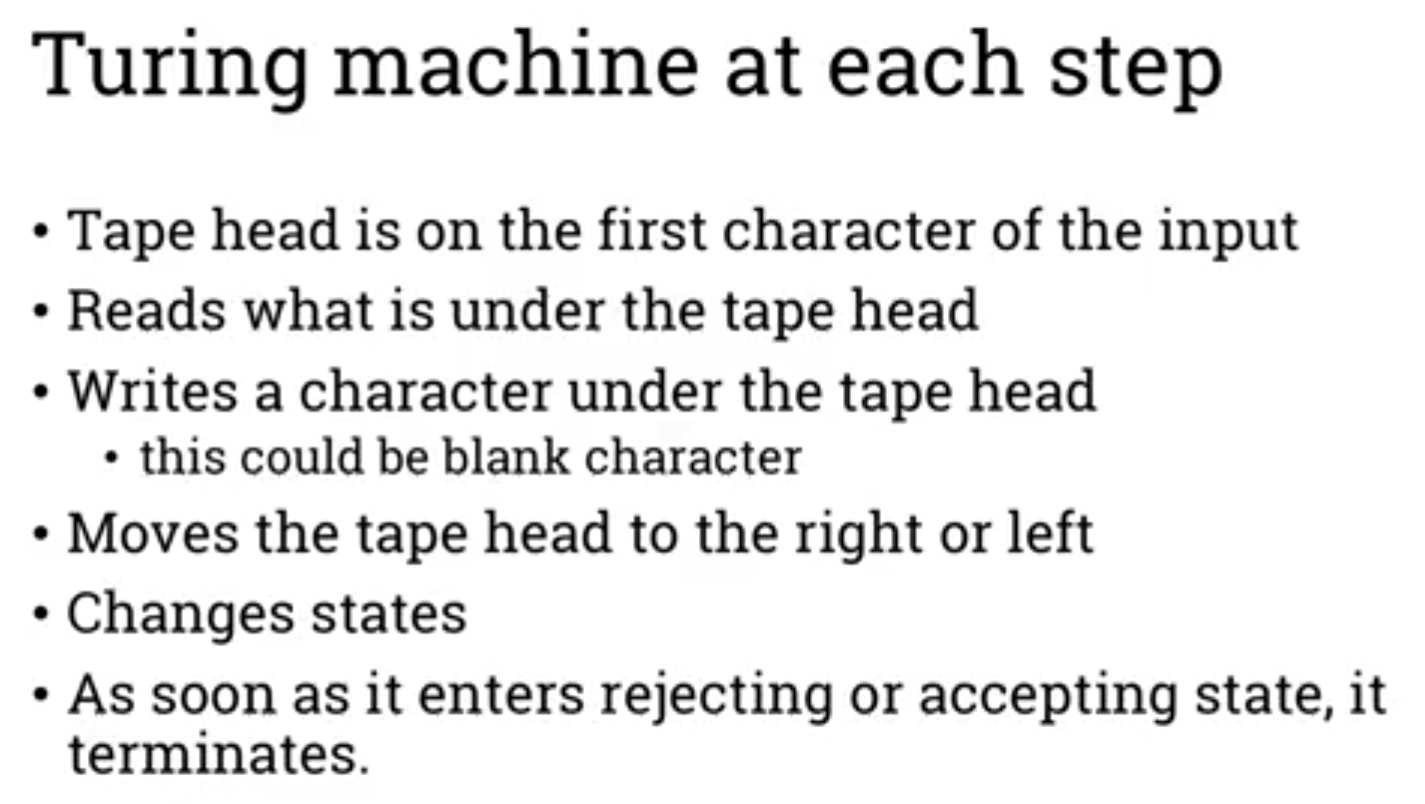 Turing machine at each step
• Tape head is on the first character of the input
• Reads what is under the tape head
• Writes a character under the tape head
• this could be blank character
• Moves the tape head to the right or left
• Changes states
• As soon as it enters rejecting or accepting state, it
terminates.